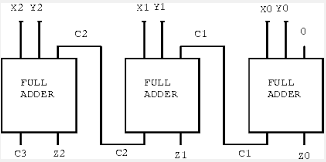 X2 Y2 X1 Y1 X0 Y0
C2 C1 0
FULL ADDER FULL ADDER FULL ADDER
C3 Z2 C2 Z1 C1 Z0